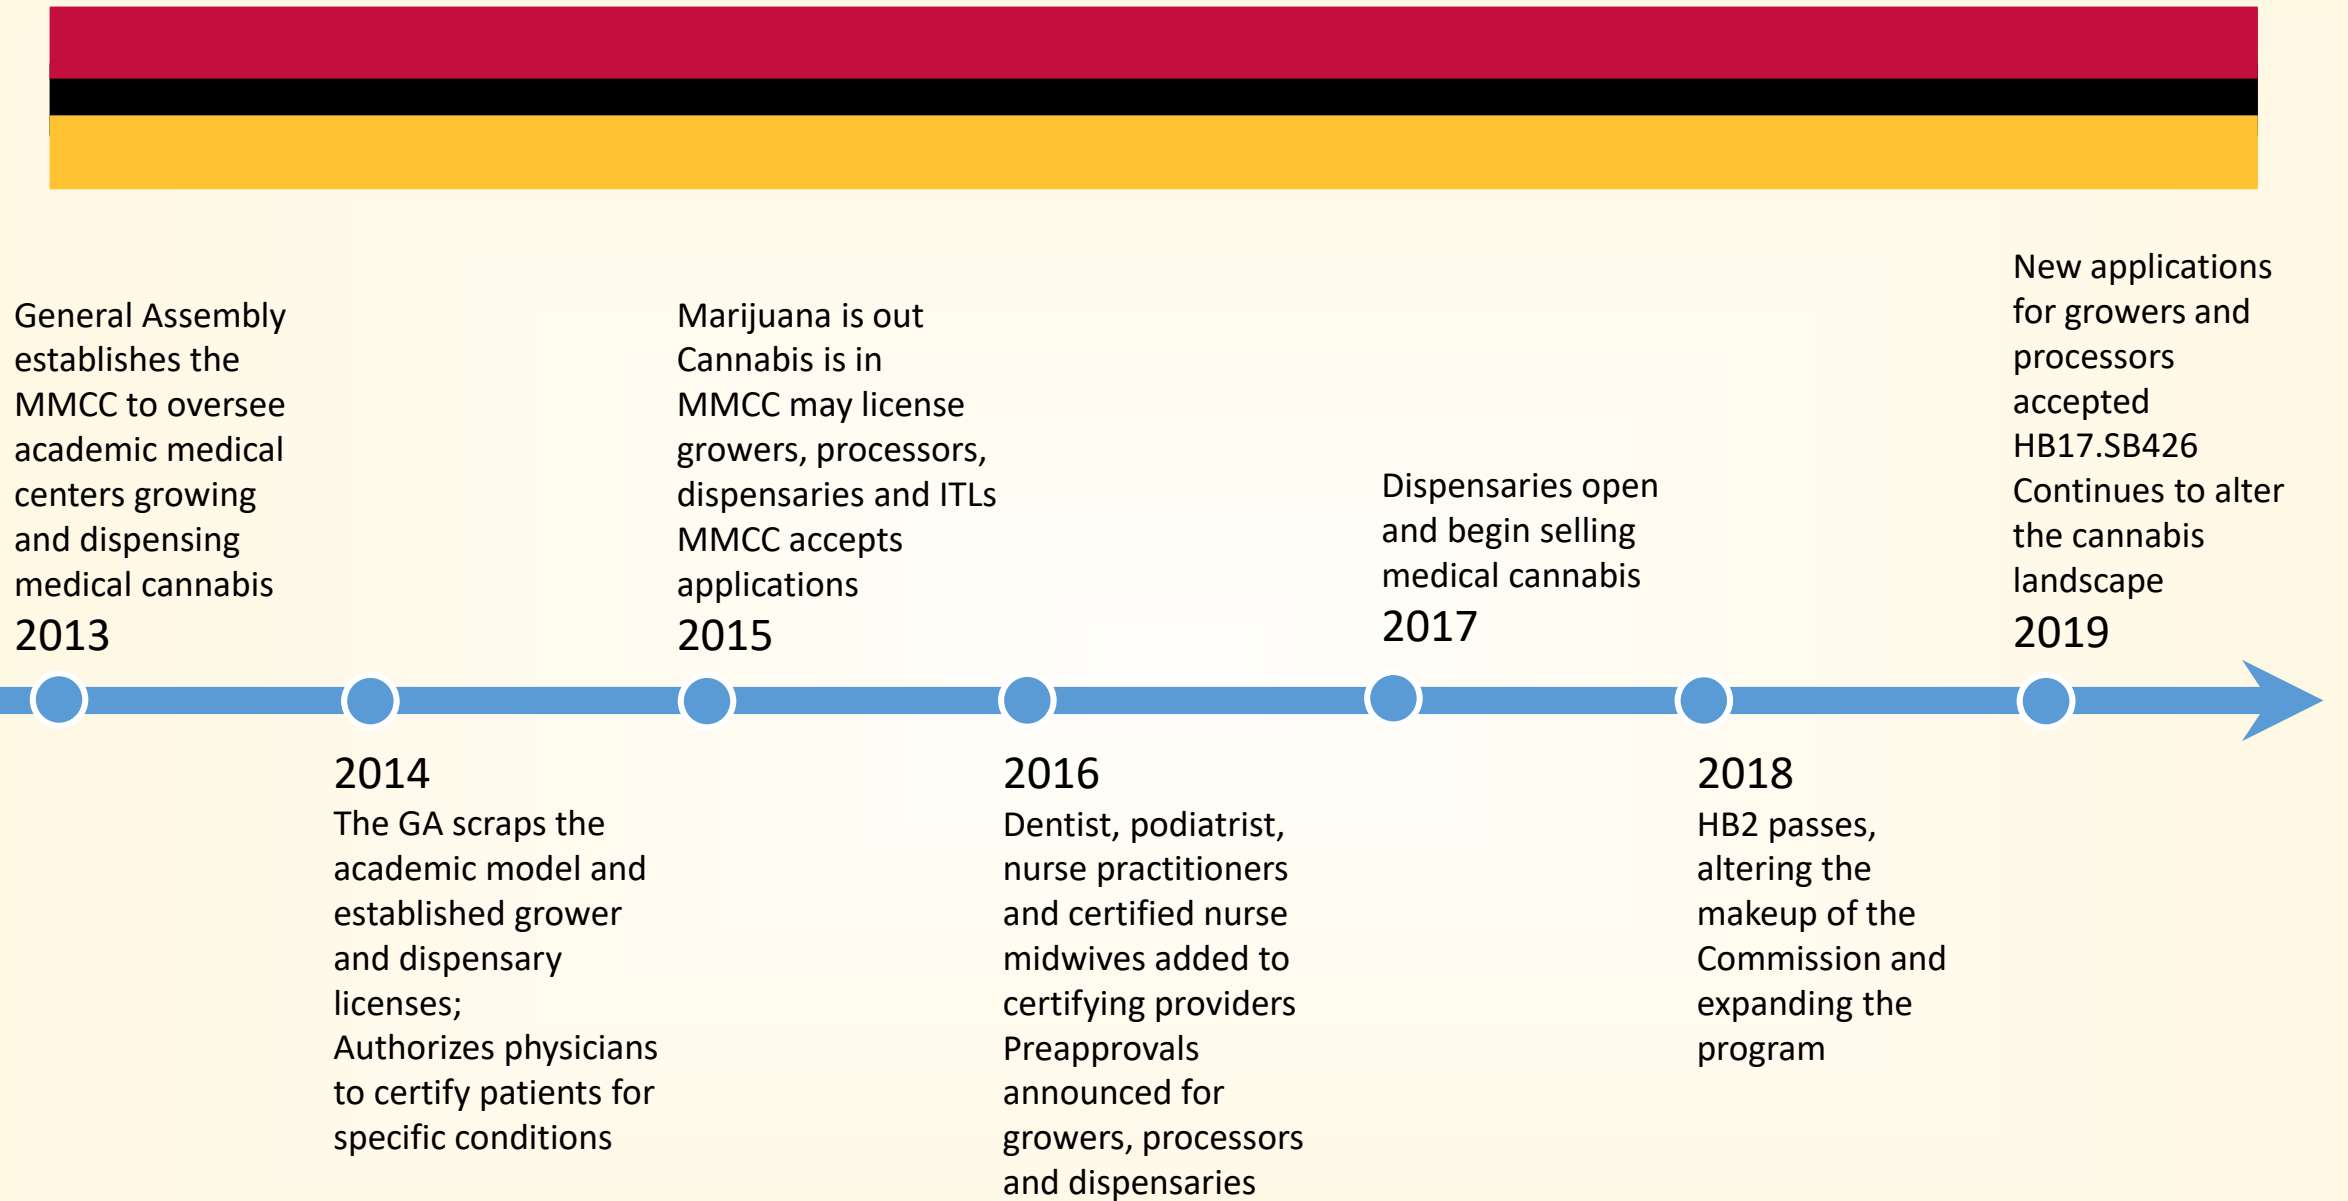 General Assembly
establishes the
MMCC to oversee
academic medical
centers growing
and dispensing
medical cannabis
2013
2014
The GA scraps the
academic model and
established grower
and dispensary
licenses;
Authorizes physicians
to certify patients for
specific conditions
Marijuana is out
Cannabis is in
MMCC may license
growers, processors,
dispensaries and ITLs
MMCC accepts
applications
2015
2016
Dentist, podiatrist,
nurse practitioners
and certified nurse
midwives added to
certifying providers
Preapprovals
announced for
growers, processors
and dispensaries
Dispensaries open
and begin selling
medical cannabis
2017
2018
HB2 passes,
altering the
makeup of the
Commission and
expanding the
program
New applications
for growers and
processors
accepted
HB17.SB426
Continues to alter
the cannabis
landscape
2019